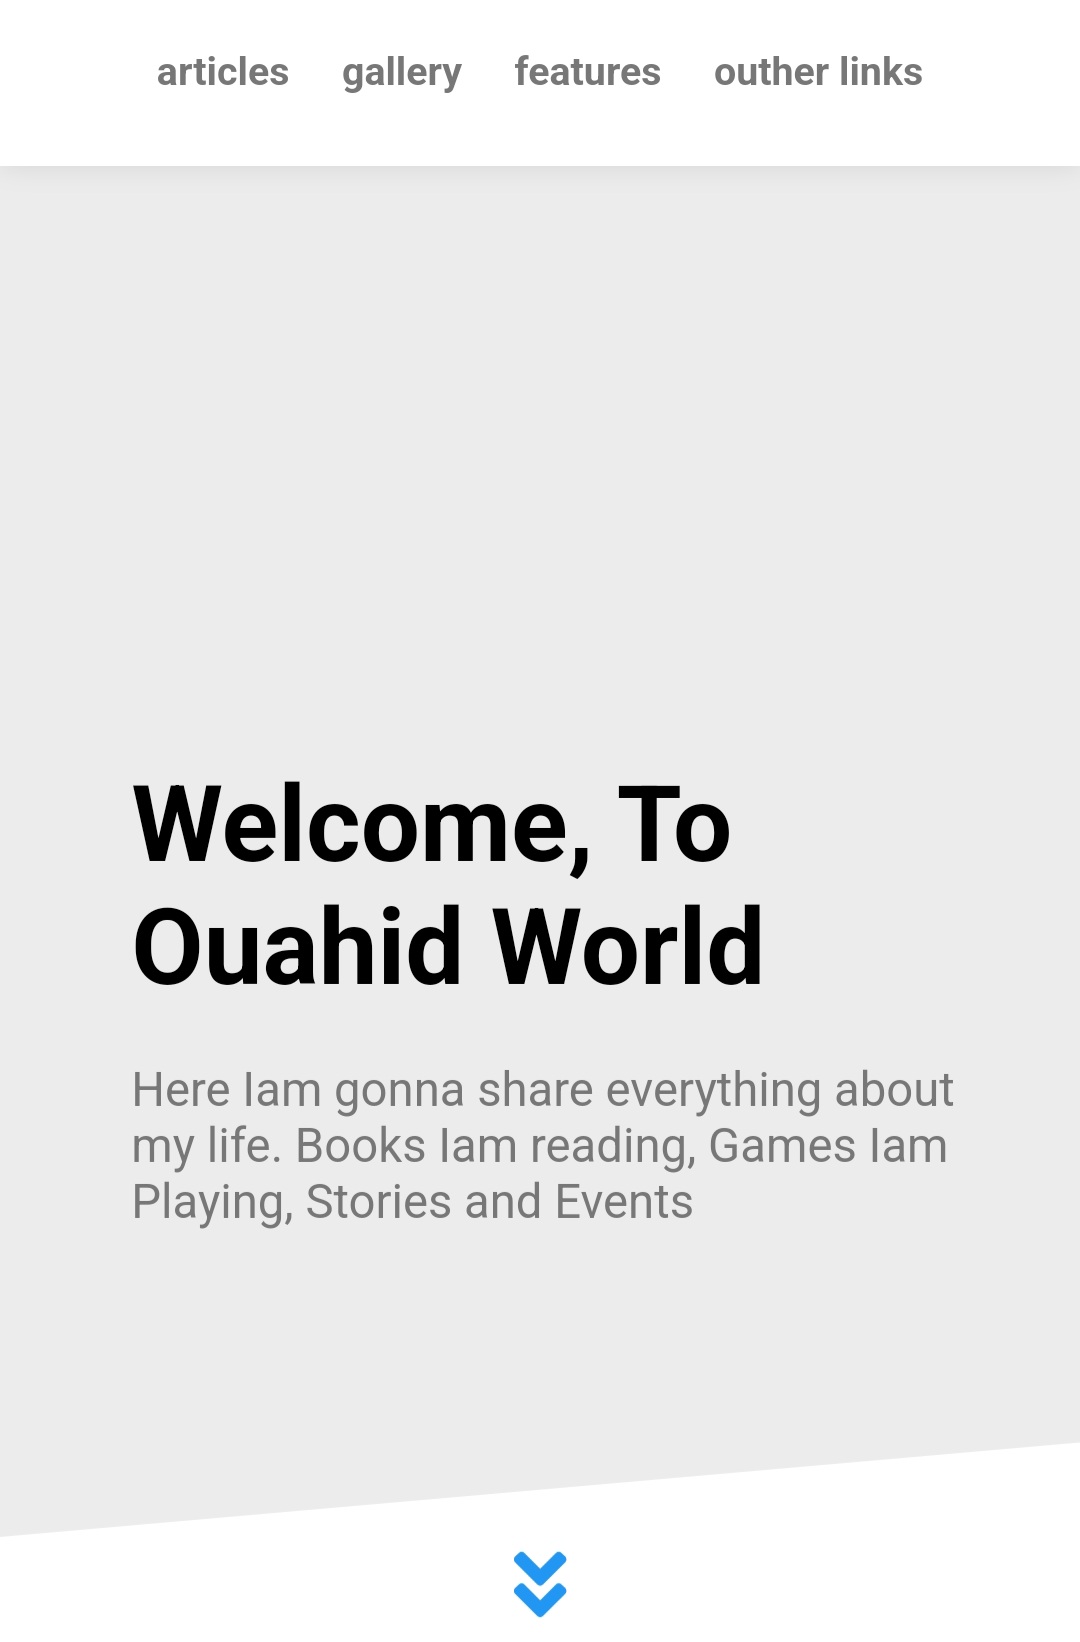 articles gallery features outher links
Welcome, To
Ouahid World
Here Iam gonna share everything about
my life. Books Iam reading, Games Iam
Playing, Stories and Events